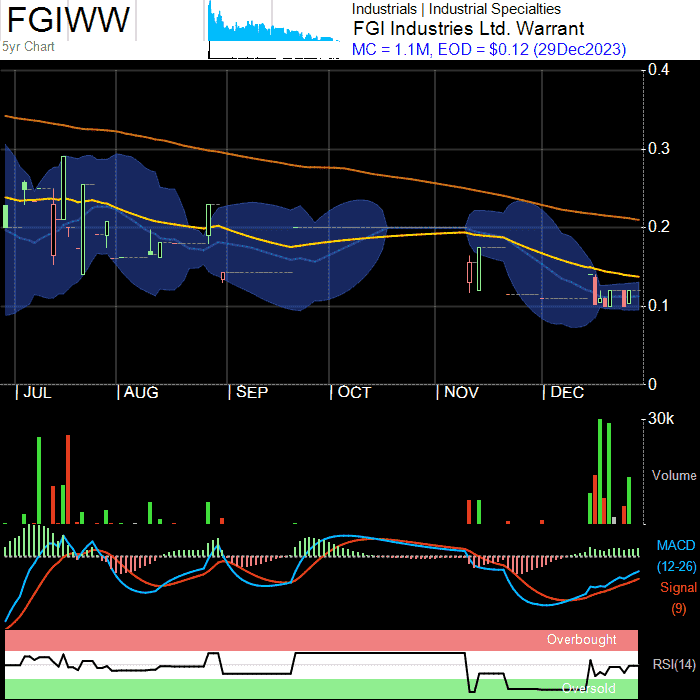 FGIWW
5yr Chart
Industrials | Industrial Specialties
FGI Industries Ltd. Warrant
MC = 1.1M, EOD = $0.12 (29Dec2023)
0.4
0.3
0.2
0.1
0
JUL AUG SEP OCT NOV DEC
30k
Volume
MACD
(12-26)
Signal
(9)
Overbought
RSI(14)
Oversold